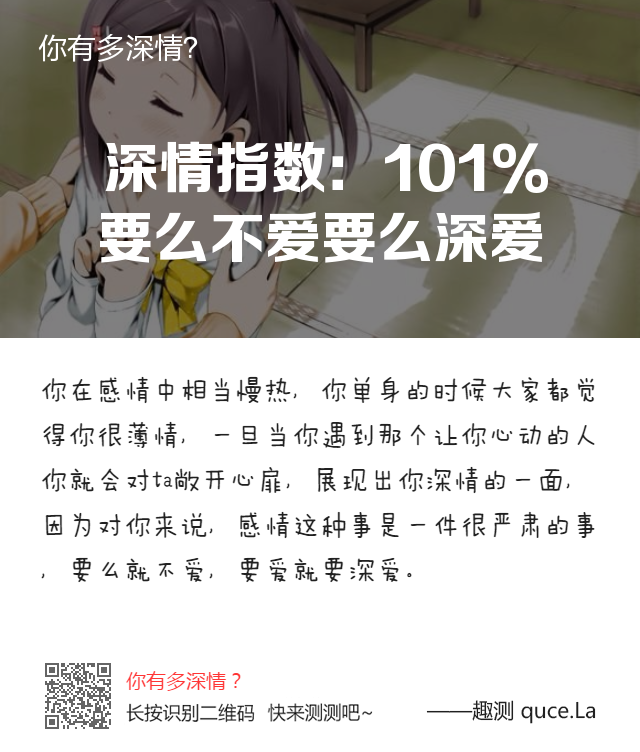 你有多深情?
深情指数：101%
要么不爱要么深爱
你在感情中相当慢热，你单身的时候大家都觉
得你很薄情，一旦当你遇到那个让你心动的人
你就会对ta敞开心扉，展现出你深情的一面，
因为对你来说，感情这种事是一件很严肃的事
，要么就不爱，要爱就要深爱。
你有多深情？
长按识别二维码 快来测测吧~
——趣测 quce.La